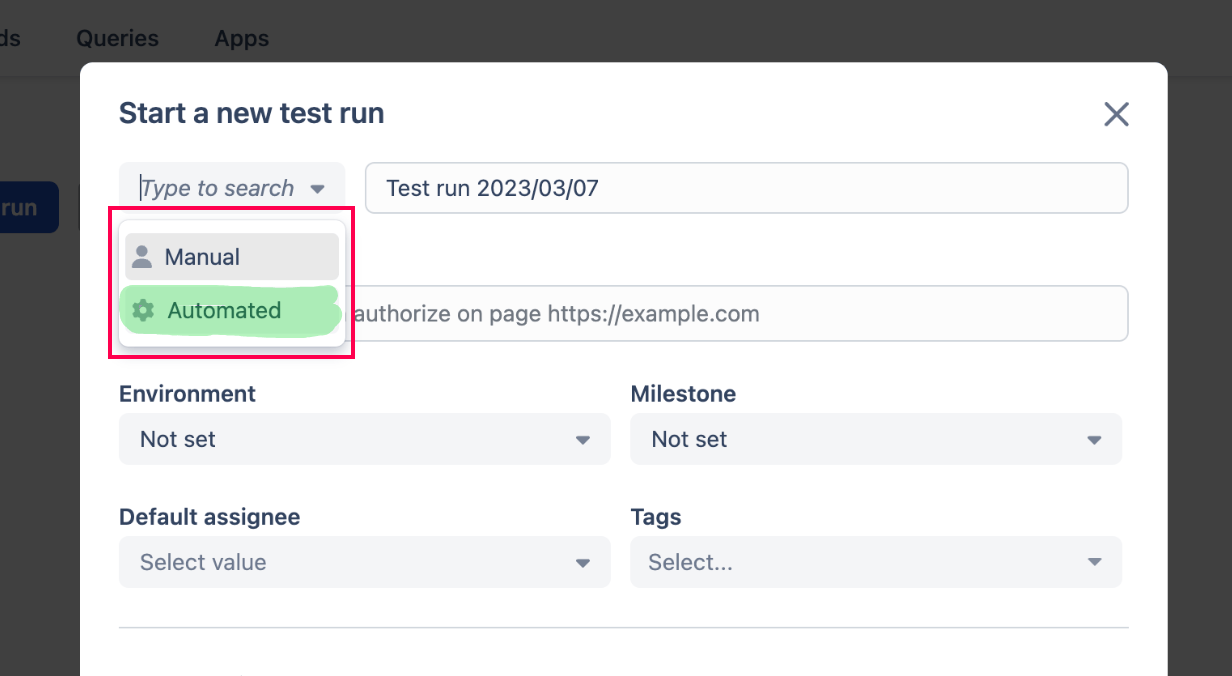 Queries Apps
Start a new test run
Type to search
Test run 2023/03/07
run
Manual
Automated
authorize on page https://example.com
Environment
Milestone
Not set
Not set
Default assignee
Tags
Select value
Select...